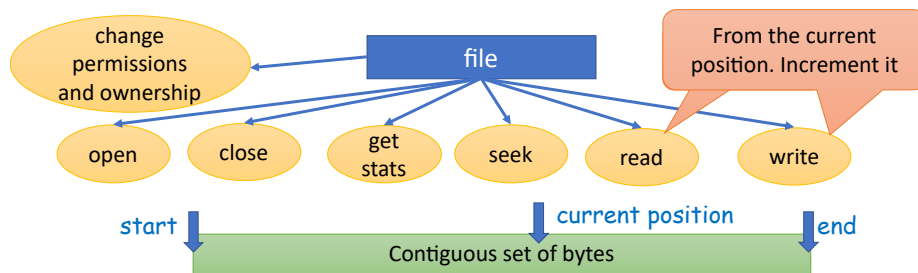 change
permissions
and ownership
file
From the current
position. Increment it
open
close
get
stats
seek
read
write
start
current position
end
Contiguous set of bytes